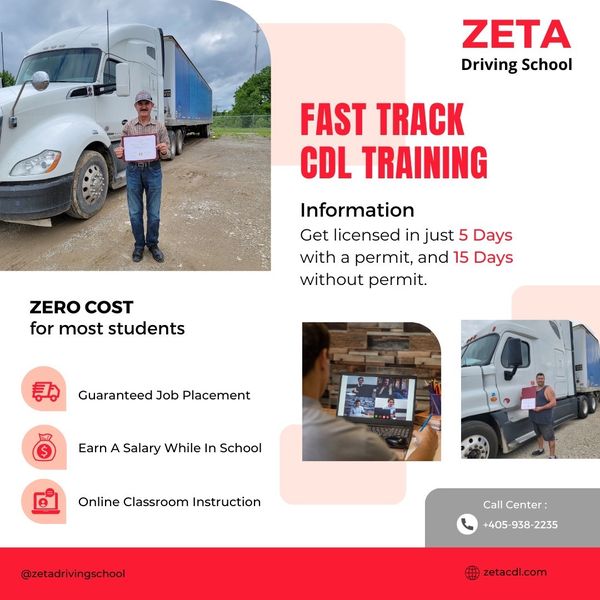 ZETA
Driving School
FAST TRACK
CDL TRAINING
Information
Get licensed in just 5 Days
with a permit, and 15 Days
without permit.
ZERO COST
for most students
Guaranteed Job Placement
Earn A Salary While In School
Online Classroom Instruction
Call Center :
+405-938-2235
@zetadrivingschool
zetacdl.com